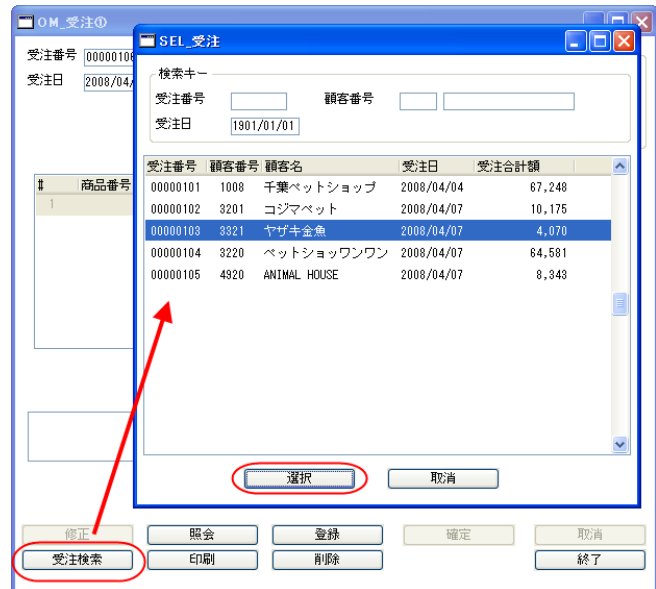 OM_受注①
受注番号 00000106
受注日 2008/04/
# 商品番号
1
SEL_受注
検索キー
受注番号 顧客番号
受注日 1901/01/01
受注番号 顧客番号 顧客名 受注日 受注合計額
00000101 1008 千葉ペットショップ 2008/04/04 67,248
00000102 3201 コジマペット 2008/04/07 10,175
00000103 3321 ヤザキ金魚 2008/04/07 4,070
00000104 3220 ペットショッワンワン 2008/04/07 64,581
00000105 4920 ANIMAL HOUSE 2008/04/07 8,343
選択 取消
修正 照会 登録 確定 取消
受注検索 印刷 削除 終了